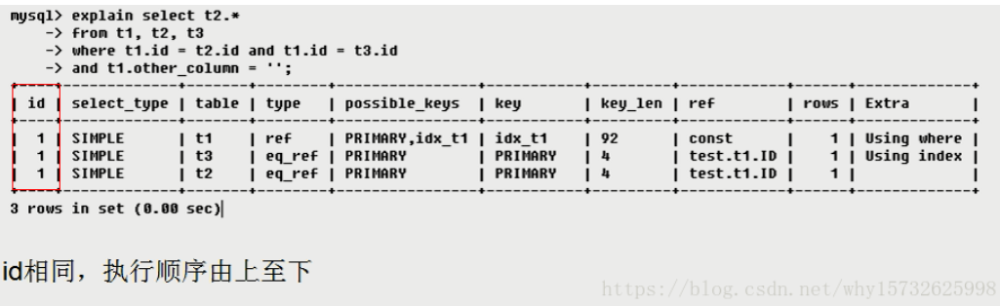 mysql> explain select t2.*
-> from t1, t2, t3
-> where t1.id = t2.id and t1.id = t3.id
-> and t1.other_column = '';
+----+-------------+-------+--------+----------------+---------+---------+------------+------+-------------+
| id | select_type | table | type | possible_keys | key | key_len | ref | rows | Extra |
| 1 | SIMPLE | t1 | ref | PRIMARY,idx_t1 | idx_t1 | 92 | const | 1 | Using where |
| 1 | SIMPLE | t3 | eq_ref | PRIMARY | PRIMARY | 4 | test.t1.ID | 1 | Using index |
| 1 | SIMPLE | t2 | eq_ref | PRIMARY | PRIMARY | 4 | test.t1.ID | 1 | |
3 rows in set (0.00 sec)
id相同，执行顺序由上至下
https://blog.csdn.net/why15732625998